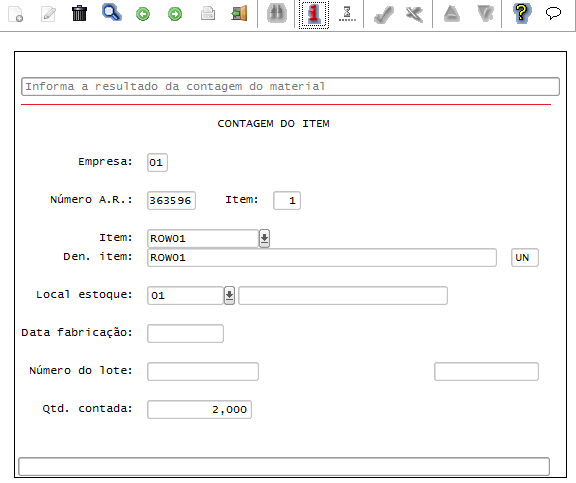 Informa a resultado da contagem do material
CONTAGEM DO ITEM
Empresa: 01
Número A.R.: 363596 Item: 1
Item: ROW01
Den. item: ROW01 UN
Local estoque: 01
Data fabricação:
Número do lote:
Qtd. contada: 2,000